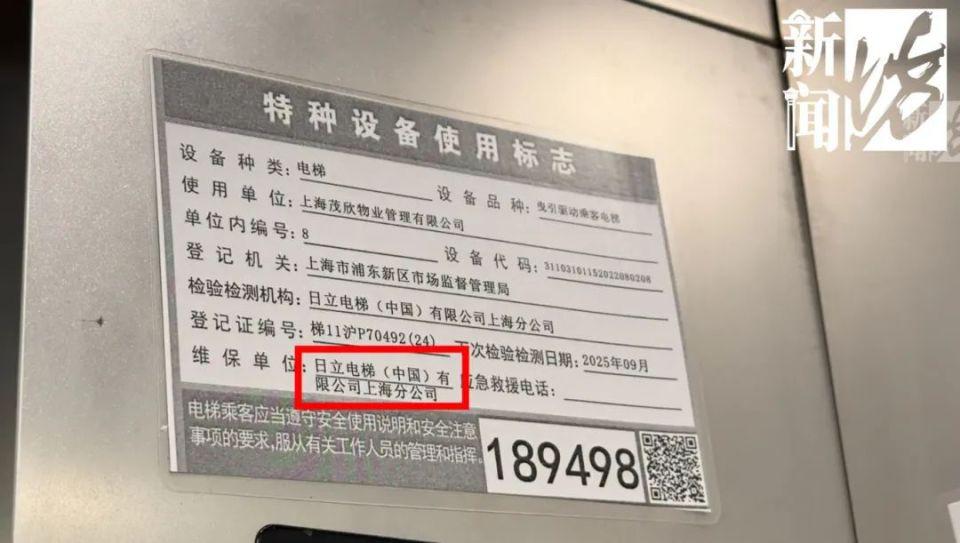 新闻坊
特种设备使用标志
设备种类:电梯
设备品种:曳引驱动乘客电梯
使用单位:上海茂欣物业管理有限公司
单位内编号:8
设备代码:31103101152022080208
登记机关:上海市浦东新区市场监督管理局
检验检测机构:日立电梯(中国)有限公司上海分公司
登记证编号:梯11沪P70492(24)
次检验检测日期:2025年09月
维保单位:日立电梯(中国)有
限公司上海分公司
应急救援电话:
电梯乘客应当遵守安全使用说明和安全注意
事项的要求,服从有关工作人员的管理和指挥。
189498